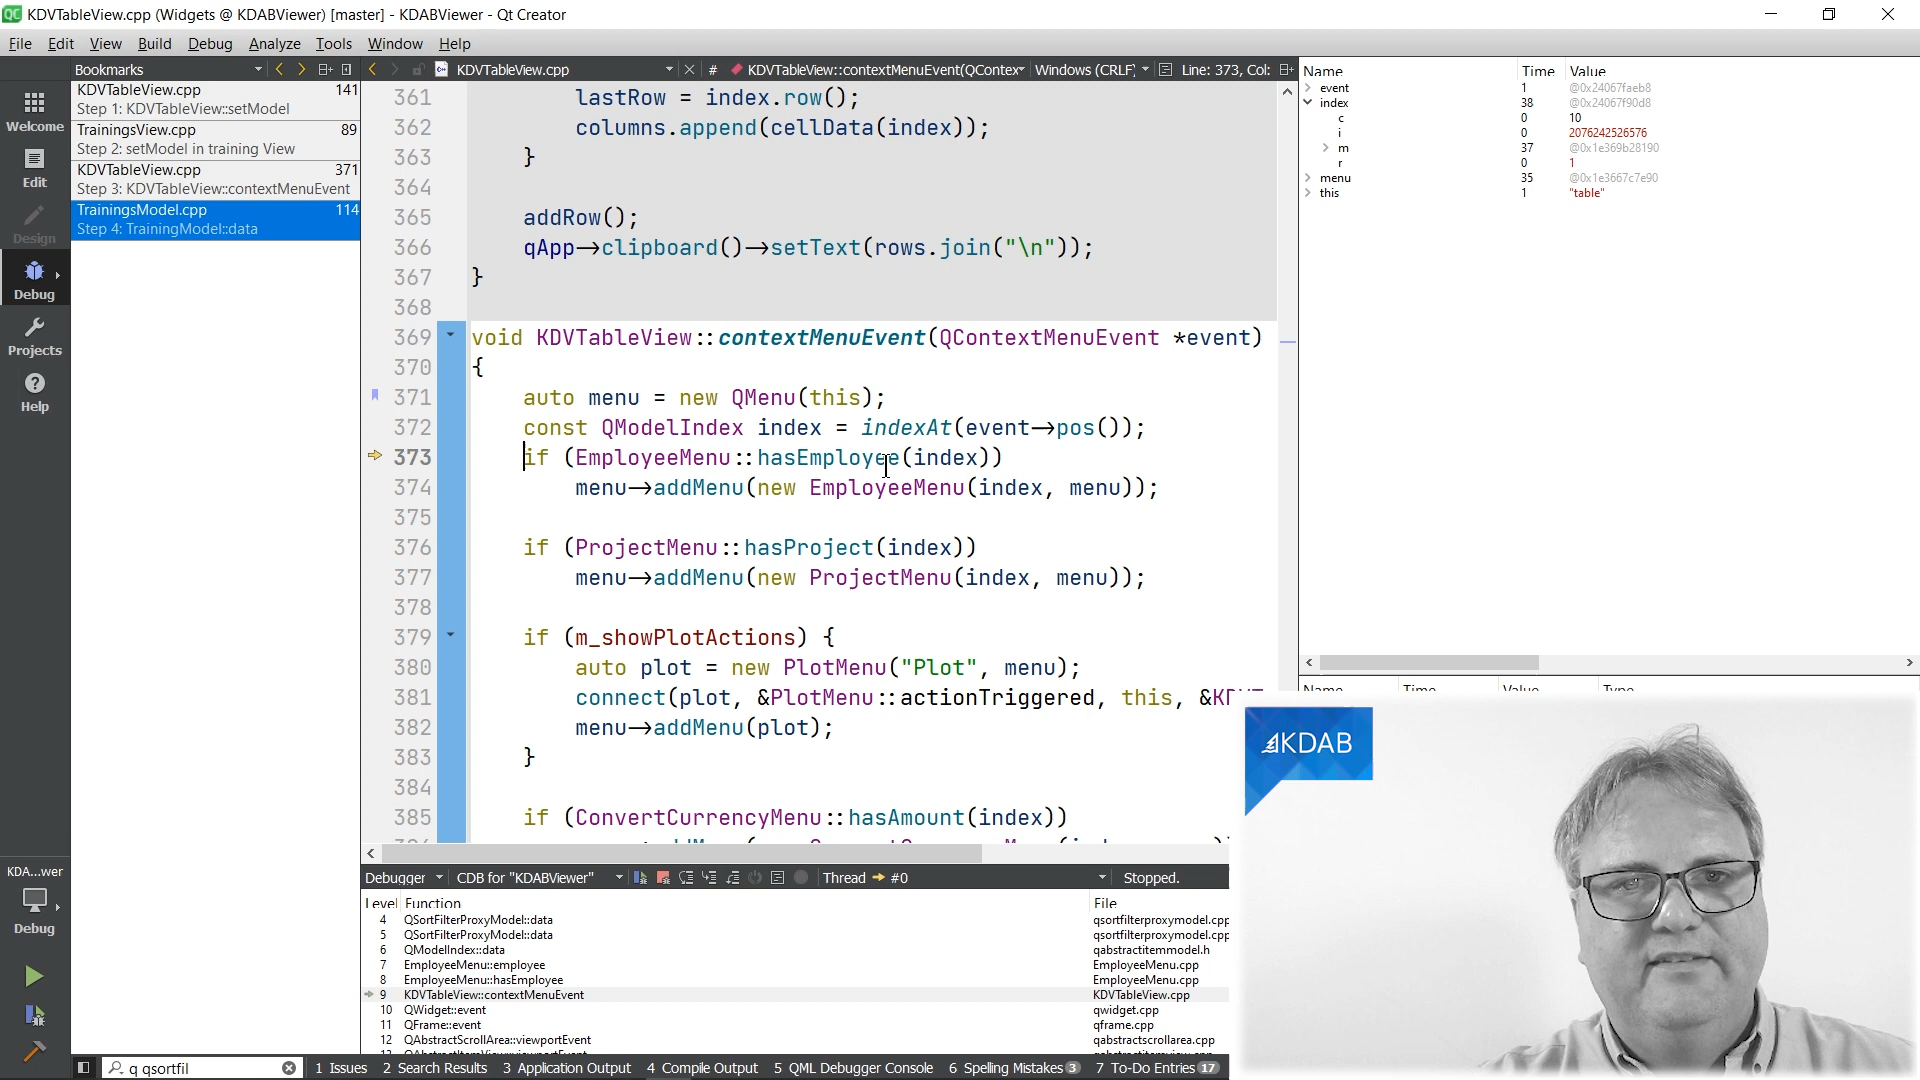 KDVTableView.cpp (Widgets @ KDABViewer) [master] - KDABViewer - Qt Creator
File Edit View Build Debug Analyze Tools Window Help
Bookmarks
KDVTableView.cpp
#
KDVTableView::contextMenuEvent(QContex
Windows (CRLF)
Line: 373, Col:
KDVTableView.cpp 141
Step 1: KDVTableView::setModel
TrainingsView.cpp 89
Step 2: setModel in training View
KDVTableView.cpp 371
Step 3: KDVTableView::contextMenuEvent
TrainingsModel.cpp 114
Step 4: TrainingModel::data
Welcome
Edit
Design
Debug
Projects
Help
KDA...wer
Debug
361 lastRow = index.row();
362 columns.append(cellData(index));
363 }
364
365 addRow();
366 qApp→clipboard()→setText(rows.join("\n"));
367 }
368
369 void KDVTableView::contextMenuEvent(QContextMenuEvent *event)
370 {
371 auto menu = new QMenu(this);
372 const QModelIndex index = indexAt(event→pos());
373 if (EmployeeMenu::hasEmployee(index))
374 menu→addMenu(new EmployeeMenu(index, menu));
375
376 if (ProjectMenu::hasProject(index))
377 menu→addMenu(new ProjectMenu(index, menu));
378
379 if (m_showPlotActions) {
380 auto plot = new PlotMenu("Plot", menu);
381 connect(plot, &PlotMenu::actionTriggered, this,
382 menu→addMenu(plot);
383 }
384
385 if (ConvertCurrencyMenu::hasAmount(index))
Name Time Value
event 1 @0x24067faeb8
index 38 @0x24067f90d8
c 0 10
i 0 2076242526576
m 37 @0x1e369b28190
r 0 1
menu 35 @0x1e3667c7e90
this 1 "table"
Name Time Value Type
KDAB
Debugger CDB for "KDABViewer" Thread #0 Stopped.
Level Function File
4 QSortFilterProxyModel::data qsortfilterproxymodel.cpp
5 QSortFilterProxyModel::data qsortfilterproxymodel.cpp
6 QModelIndex::data qabstractitemmodel.h
7 EmployeeMenu::employee EmployeeMenu.cpp
8 EmployeeMenu::hasEmployee EmployeeMenu.cpp
9 KDVTableView::contextMenuEvent KDVTableView.cpp
10 QWidget::event qwidget.cpp
11 QFrame::event qframe.cpp
12 QAbstractScrollArea::viewportEvent qabstractscrollarea.cpp
q qsortfil
1 Issues 2 Search Results 3 Application Output 4 Compile Output 5 QML Debugger Console 6 Spelling Mistakes 3 7 To-Do Entries 17